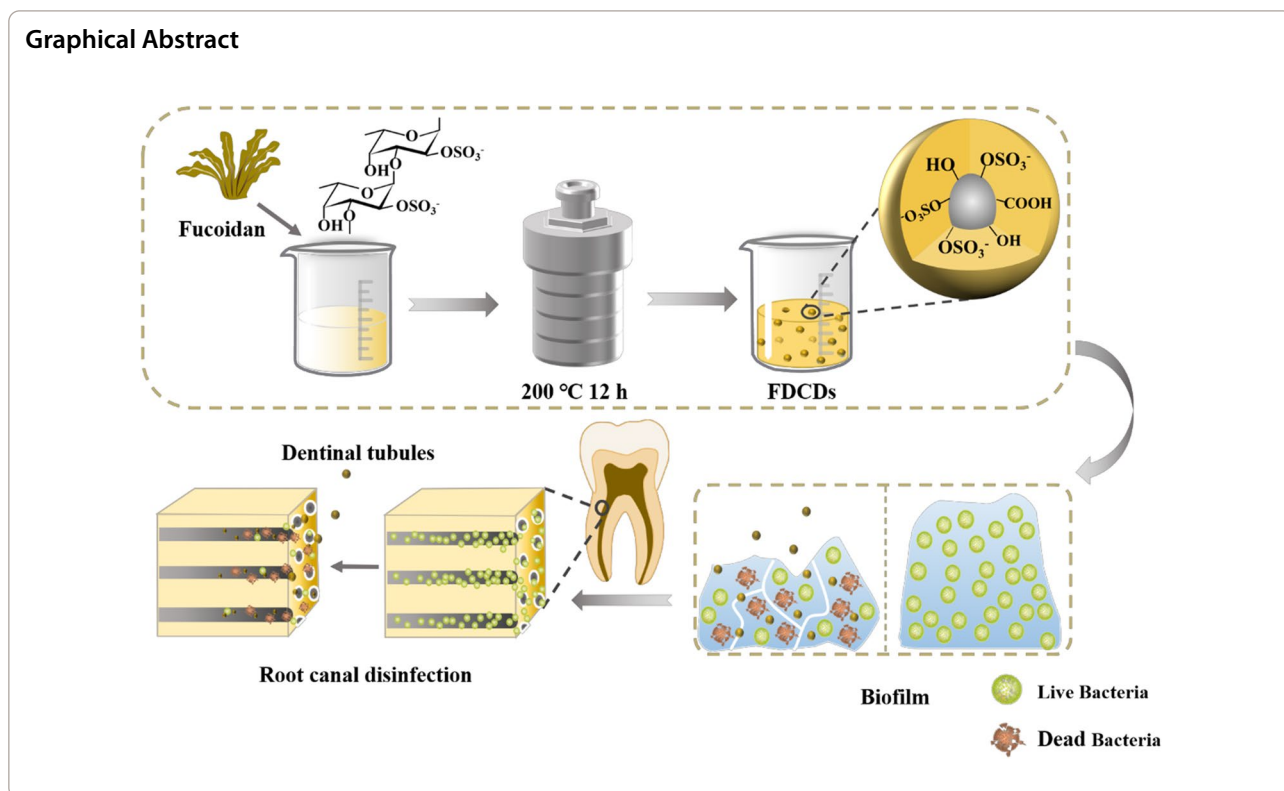 Graphical Abstract
Fucoidan
O
OSO₃⁻
OH
O
O
OSO₃⁻
OH
O
200 °C 12 h
FDCDs
HO
OSO₃⁻
⁻O₃SO
COOH
OSO₃⁻
OH
Dentinal tubules
Root canal disinfection
Biofilm
Live Bacteria
Dead Bacteria